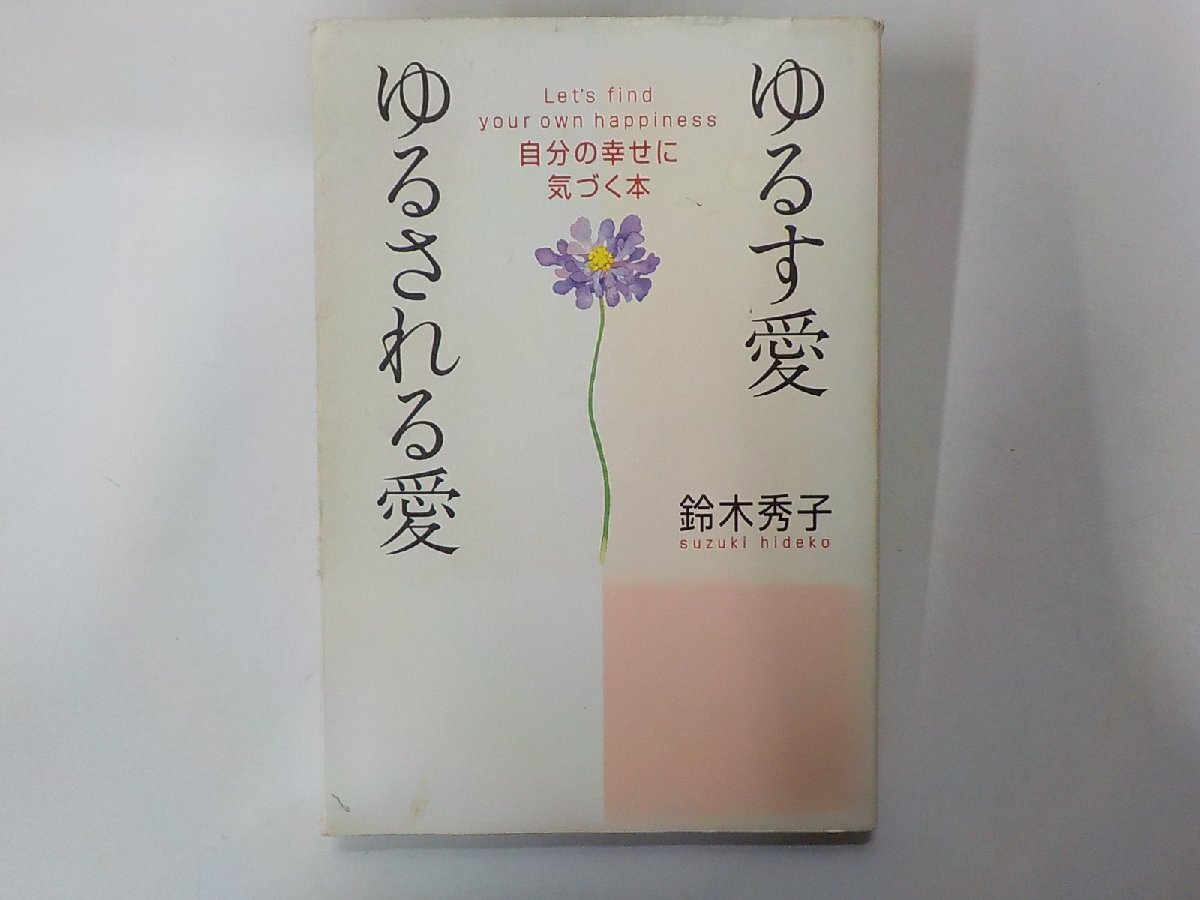 ゆるす愛
ゆるされる愛
Let's find
your own happiness
自分の幸せに
気づく本
鈴木秀子
suzuki hideko